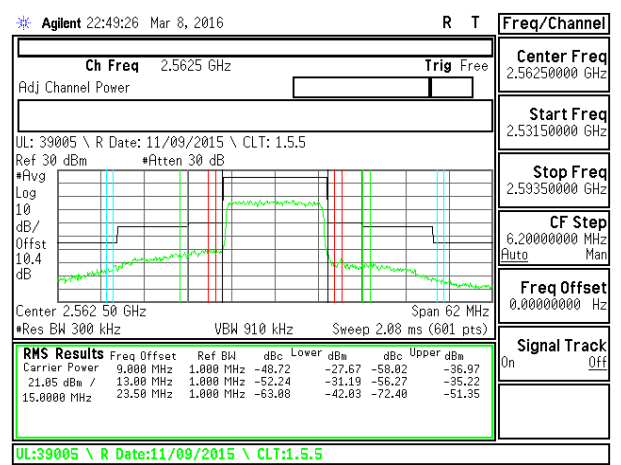 Agilent 22:49:26 Mar 8, 2016 R T Freq/Channel
Ch Freq 2.5625 GHz Trig Free
Adj Channel Power
Center Freq
2.56250000 GHz
Start Freq
2.53150000 GHz
Stop Freq
2.59350000 GHz
CF Step
6.20000000 MHz
Auto Man
Freq Offset
0.00000000 Hz
Signal Track
On Off
UL: 39005 \ R Date: 11/09/2015 \ CLT: 1.5.5
Ref 30 dBm #Atten 30 dB
#Avg
Log
10
dB/
Offst
10.4
dB
Center 2.562 50 GHz Span 62 MHz
#Res BW 300 kHz VBW 910 kHz Sweep 2.08 ms (601 pts)
RMS Results Freq Offset Ref BW dBc Lower dBm dBc Upper dBm
Carrier Power 9.000 MHz 1.000 MHz -48.72 -27.67 -58.02 -36.97
21.05 dBm / 13.00 MHz 1.000 MHz -52.24 -31.19 -56.27 -35.22
15.0000 MHz 23.50 MHz 1.000 MHz -63.08 -42.03 -72.40 -51.35
UL:39005 \ R Date:11/09/2015 \ CLT:1.5.5